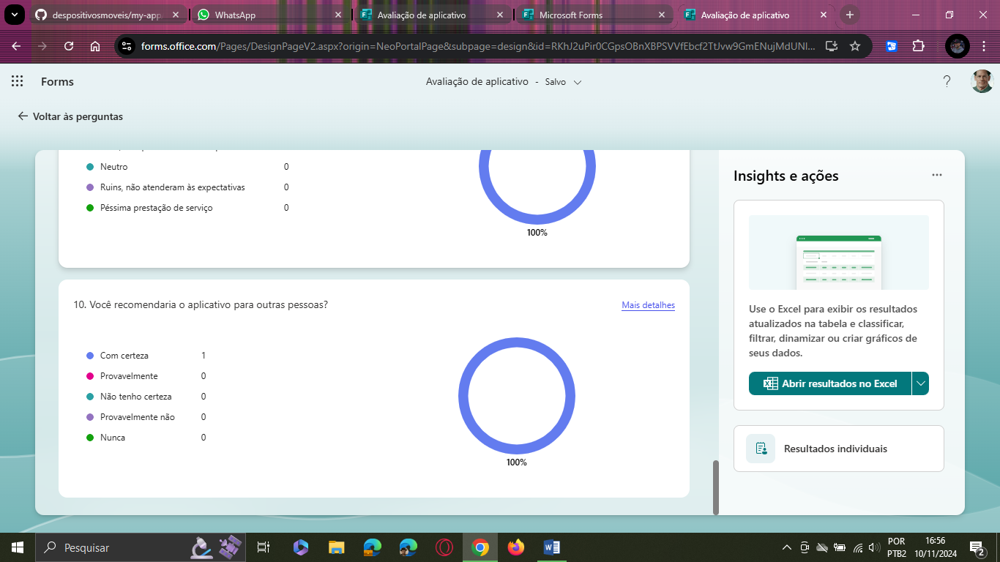 despositivosmoveis/my-app
WhatsApp
Avaliação de aplicativo
Microsoft Forms
Avaliação de aplicativo
forms.office.com/Pages/DesignPageV2.aspx?origin=NeoPortalPage&subpage=design&id=RKhJ2uPir0CGpsOBnXBPSVVfEbcf2TtJvw9GmENujMdUNl...
Forms
Avaliação de aplicativo - Salvo
?
Voltar às perguntas
Neutro 0
Ruins, não atenderam às expectativas 0
Péssima prestação de serviço 0
100%
10. Você recomendaria o aplicativo para outras pessoas?
Mais detalhes
Com certeza 1
Provavelmente 0
Não tenho certeza 0
Provavelmente não 0
Nunca 0
100%
Insights e ações
Use o Excel para exibir os resultados
atualizados na tabela e classificar,
filtrar, dinamizar ou criar gráficos de
seus dados.
Abrir resultados no Excel
Resultados individuais
Pesquisar
POR
PTB2
16:56
10/11/2024
2